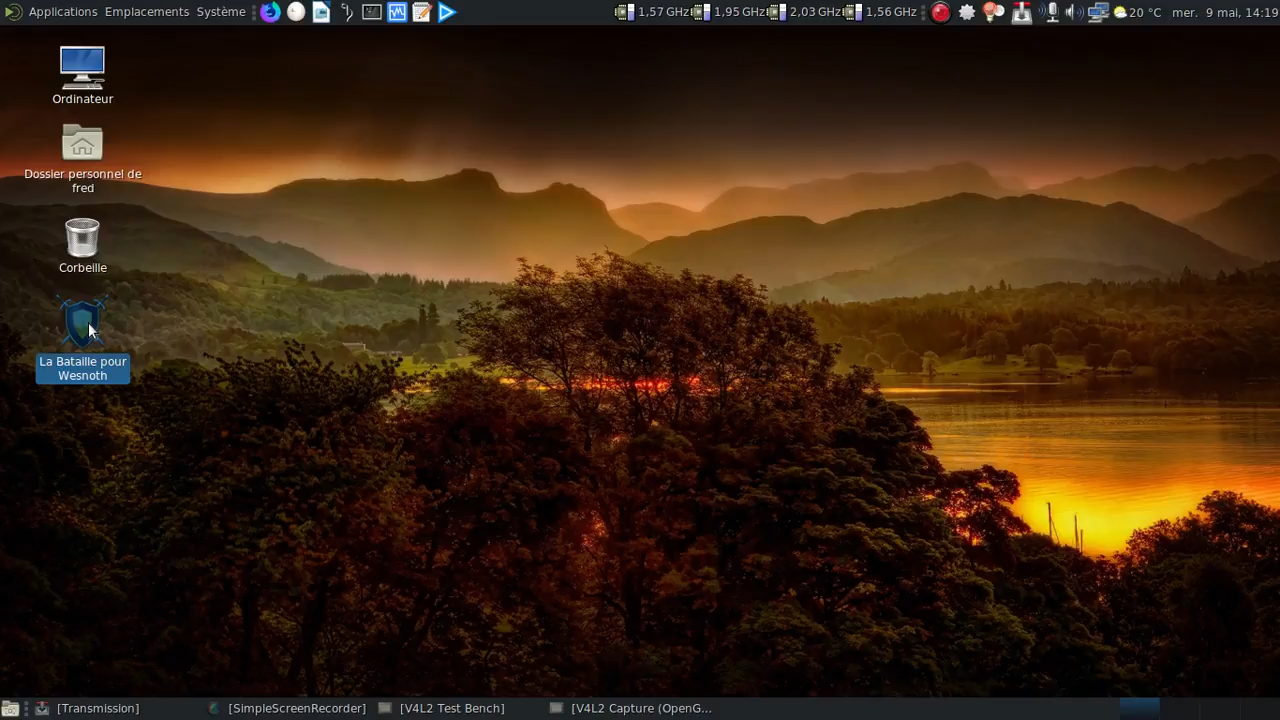 Applications Emplacements Système 1,57 GHz 1,95 GHz 2,03 GHz 1,56 GHz 20 °C mer. 9 mai, 14:19
Ordinateur
Dossier personnel de
fred
Corbeille
La Bataille pour
Wesnoth
[Transmission] [SimpleScreenRecorder] [V4L2 Test Bench] [V4L2 Capture (OpenG...